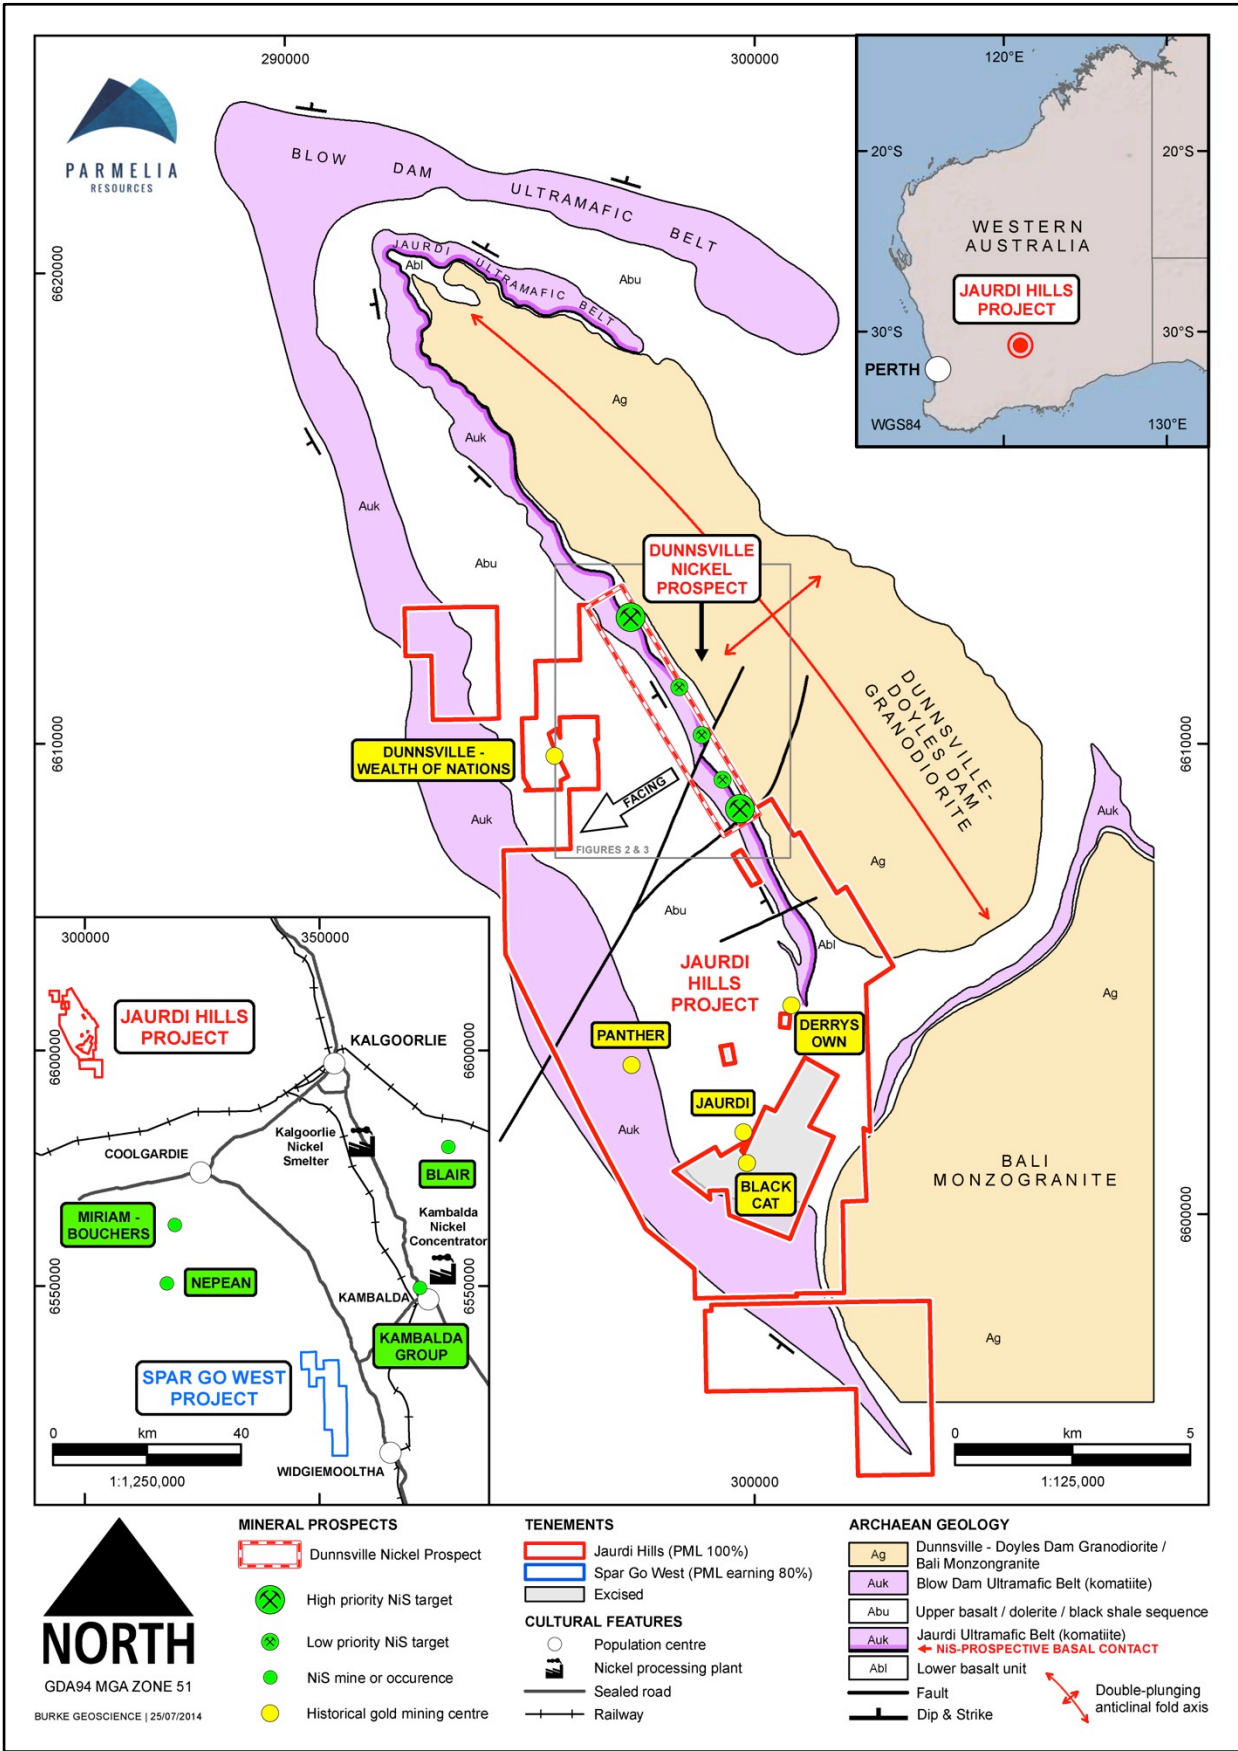 290000
300000
PARMELIA
RESOURCES
BLOW DAM ULTRAMAFIC BELT
JAURDI ULTRAMAFIC BELT
Abl
Abu
6620000
Ag
Auk
Auk
Abu
120°E
20°S
20°S
WESTERN
AUSTRALIA
JAURDI HILLS
PROJECT
30°S
30°S
PERTH
WGS84
130°E
DUNNSVILLE
NICKEL
PROSPECT
DUNNSVILLE-
DOYLES DAM
GRANODIORITE
6610000
6610000
DUNNSVILLE -
WEALTH OF NATIONS
FACING
FIGURES 2 & 3
Auk
Auk
Ag
Abu
Abl
JAURDI
HILLS
PROJECT
Ag
DERRYS
OWN
PANTHER
JAURDI
Auk
BLACK
CAT
BALI
MONZOGRANITE
6600000
Ag
300000
350000
JAURDI HILLS
PROJECT
6600000
6600000
KALGOORLIE
Kalgoorlie
Nickel
Smelter
COOLGARDIE
BLAIR
MIRIAM -
BOUCHERS
Kambalda
Nickel
Concentrator
NEPEAN
6550000
6550000
KAMBALDA
KAMBALDA
GROUP
SPAR GO WEST
PROJECT
0 km 40
1:1,250,000
WIDGIEMOOLTHA
300000
0 km 5
1:125,000
NORTH
GDA94 MGA ZONE 51
BURKE GEOSCIENCE | 25/07/2014
MINERAL PROSPECTS
Dunnsville Nickel Prospect
High priority NiS target
Low priority NiS target
NiS mine or occurence
Historical gold mining centre
TENEMENTS
Jaurdi Hills (PML 100%)
Spar Go West (PML earning 80%)
Excised
CULTURAL FEATURES
Population centre
Nickel processing plant
Sealed road
Railway
ARCHAEAN GEOLOGY
Ag Dunnsville - Doyles Dam Granodiorite /
Bali Monzongranite
Auk Blow Dam Ultramafic Belt (komatiite)
Abu Upper basalt / dolerite / black shale sequence
Auk Jaurdi Ultramafic Belt (komatiite)
NiS-PROSPECTIVE BASAL CONTACT
Abl Lower basalt unit
Fault
Dip & Strike
Double-plunging
anticlinal fold axis